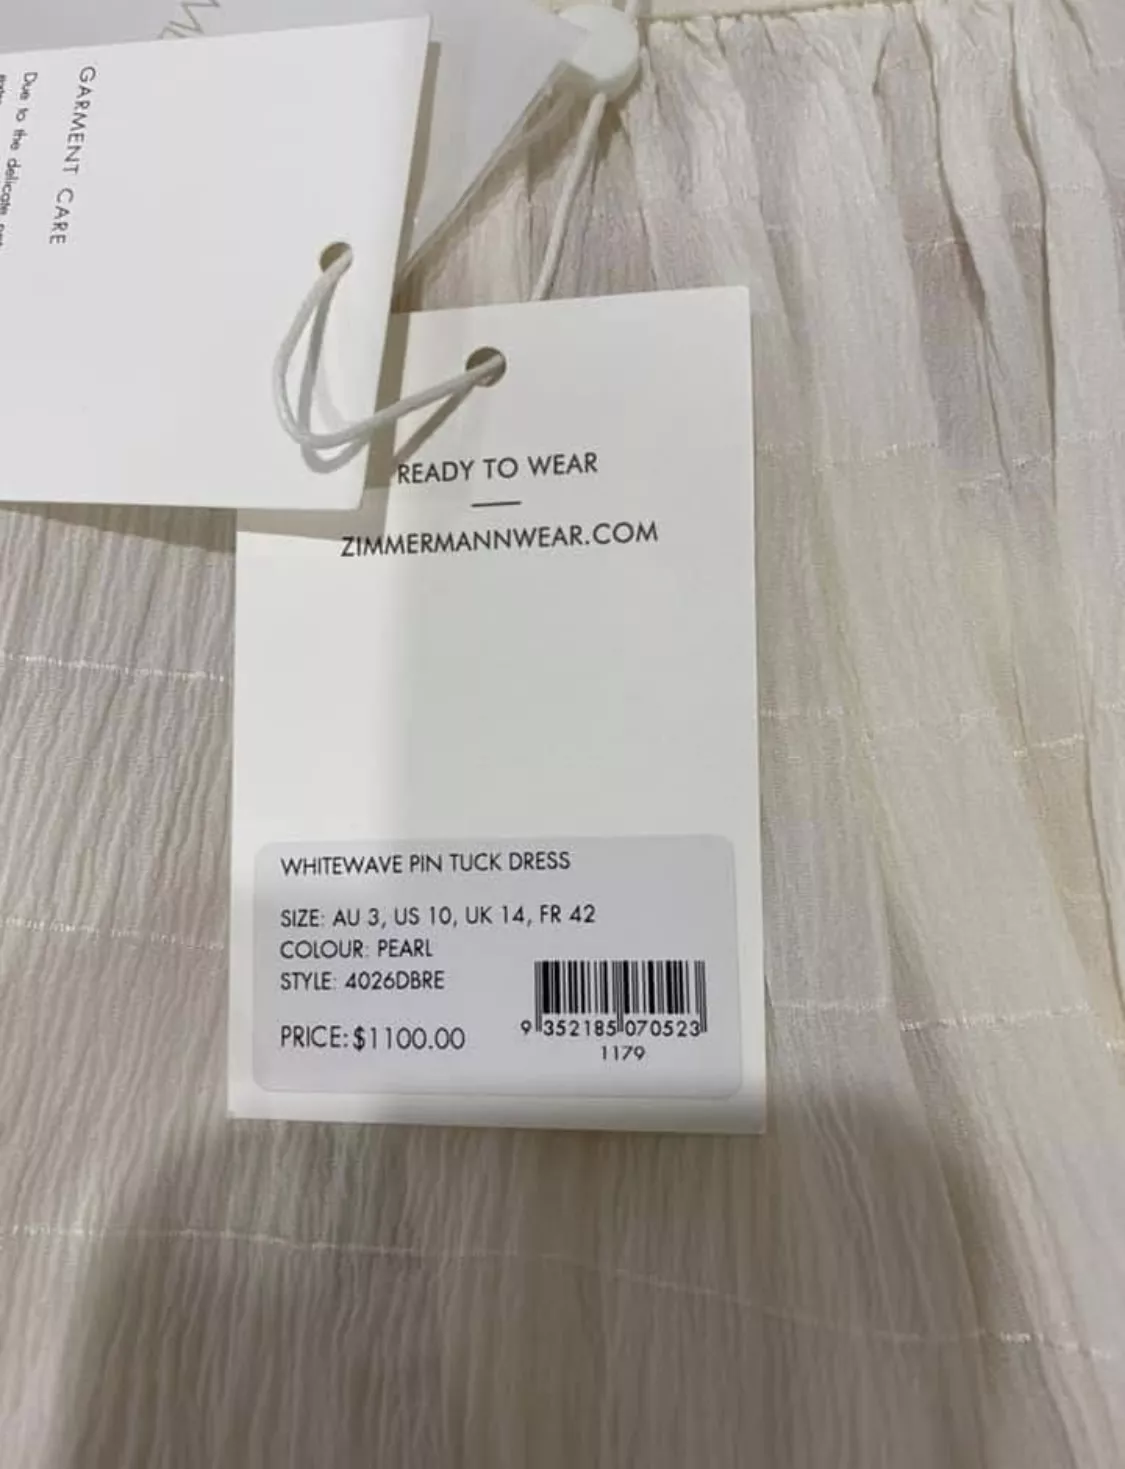 GARMENT CARE
Due to the delicate
READY TO WEAR
ZIMMERMANNWEAR.COM
WHITEWAVE PIN TUCK DRESS
SIZE: AU 3, US 10, UK 14, FR 42
COLOUR: PEARL
STYLE: 4026DBRE
PRICE: $1100.00
9 352185 070523
1179